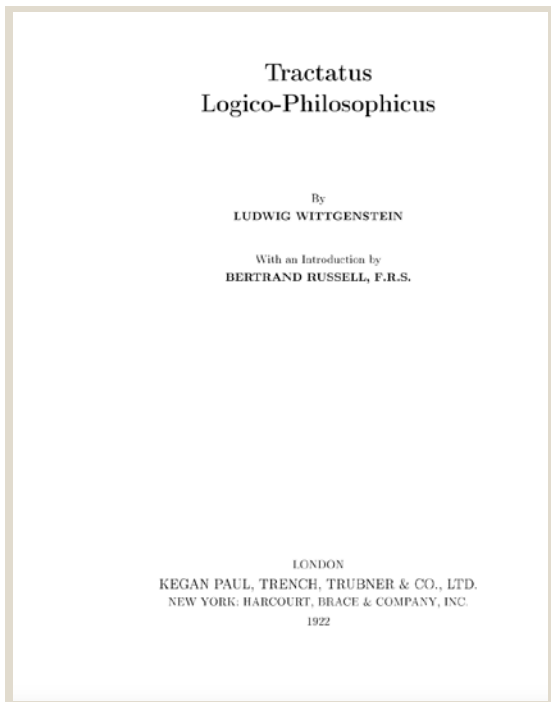 Tractatus
Logico-Philosophicus
By
LUDWIG WITTGENSTEIN
With an Introduction by
BERTRAND RUSSELL, F.R.S.
LONDON
KEGAN PAUL, TRENCH, TRUBNER & CO., LTD.
NEW YORK: HARCOURT, BRACE & COMPANY, INC.
1922